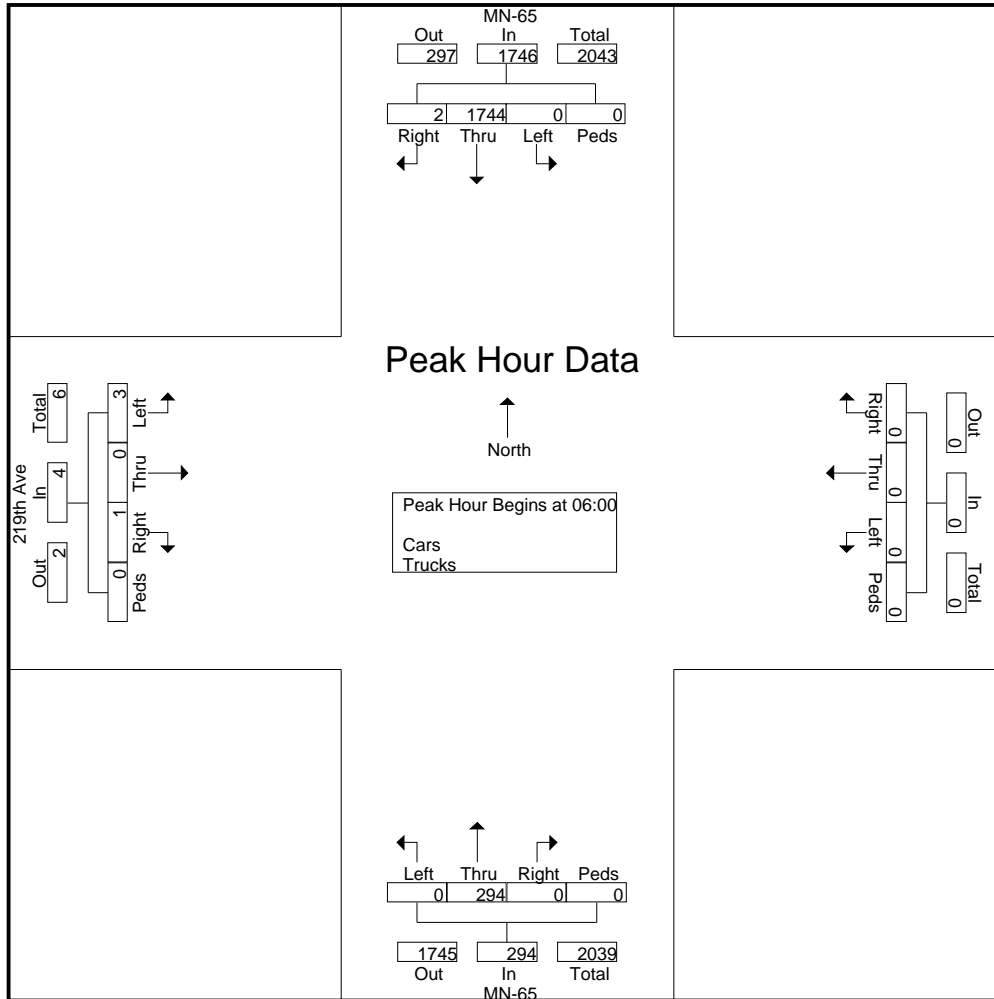 MN-65
Out In Total
297 1746 2043
2 1744 0 0
Right Thru Left Peds
Peak Hour Data
North
Peak Hour Begins at 06:00
Cars
Trucks
219th Ave
Out In Total
2 4 6
3 0 1 0
Left Thru Right Peds
Right Thru Left Peds
0 0 0 0
Out In Total
0 0 0
Left Thru Right Peds
0 294 0 0
1745 294 2039
Out In Total
MN-65